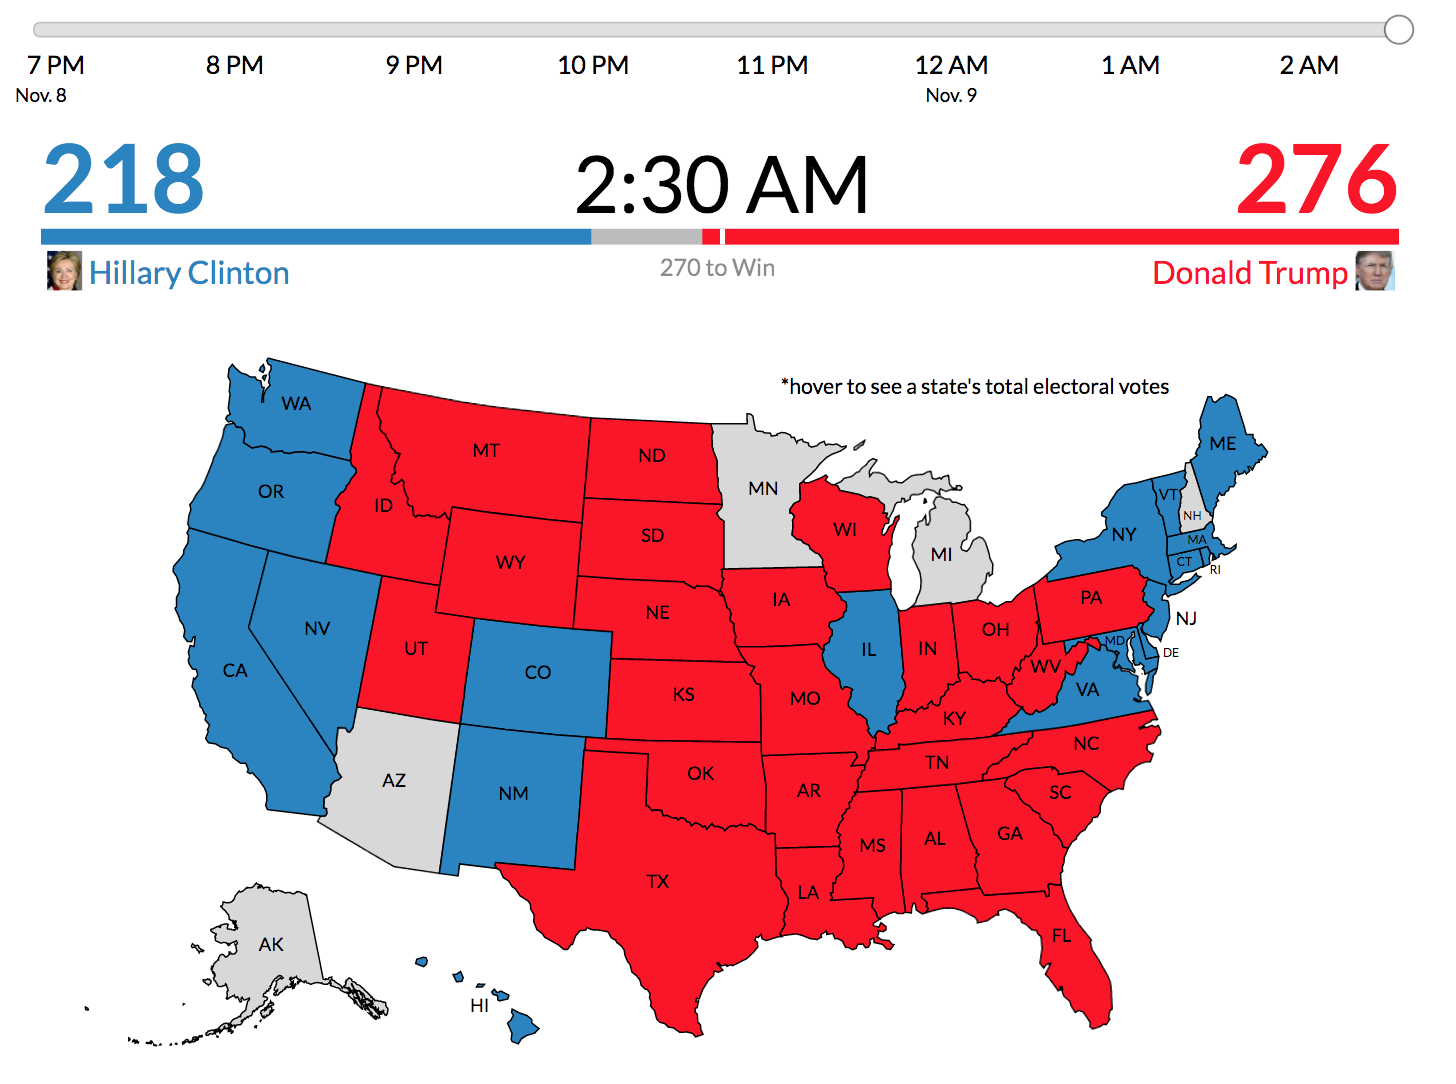 7 PM 8 PM 9 PM 10 PM 11 PM 12 AM 1 AM 2 AM
Nov. 8 Nov. 9
218 2:30 AM 276
Hillary Clinton 270 to Win Donald Trump
*hover to see a state's total electoral votes
WA
ME
MT
ND
MN
OR
VT
ID
NH
WI
NY
SD
MA
MI
WY
CT
RI
PA
IA
NE
NJ
NV
OH
MD
UT
IL
IN
DE
CA
CO
WV
KS
VA
MO
KY
NC
TN
OK
AZ
NM
AR
SC
GA
AL
MS
TX
LA
FL
AK
HI